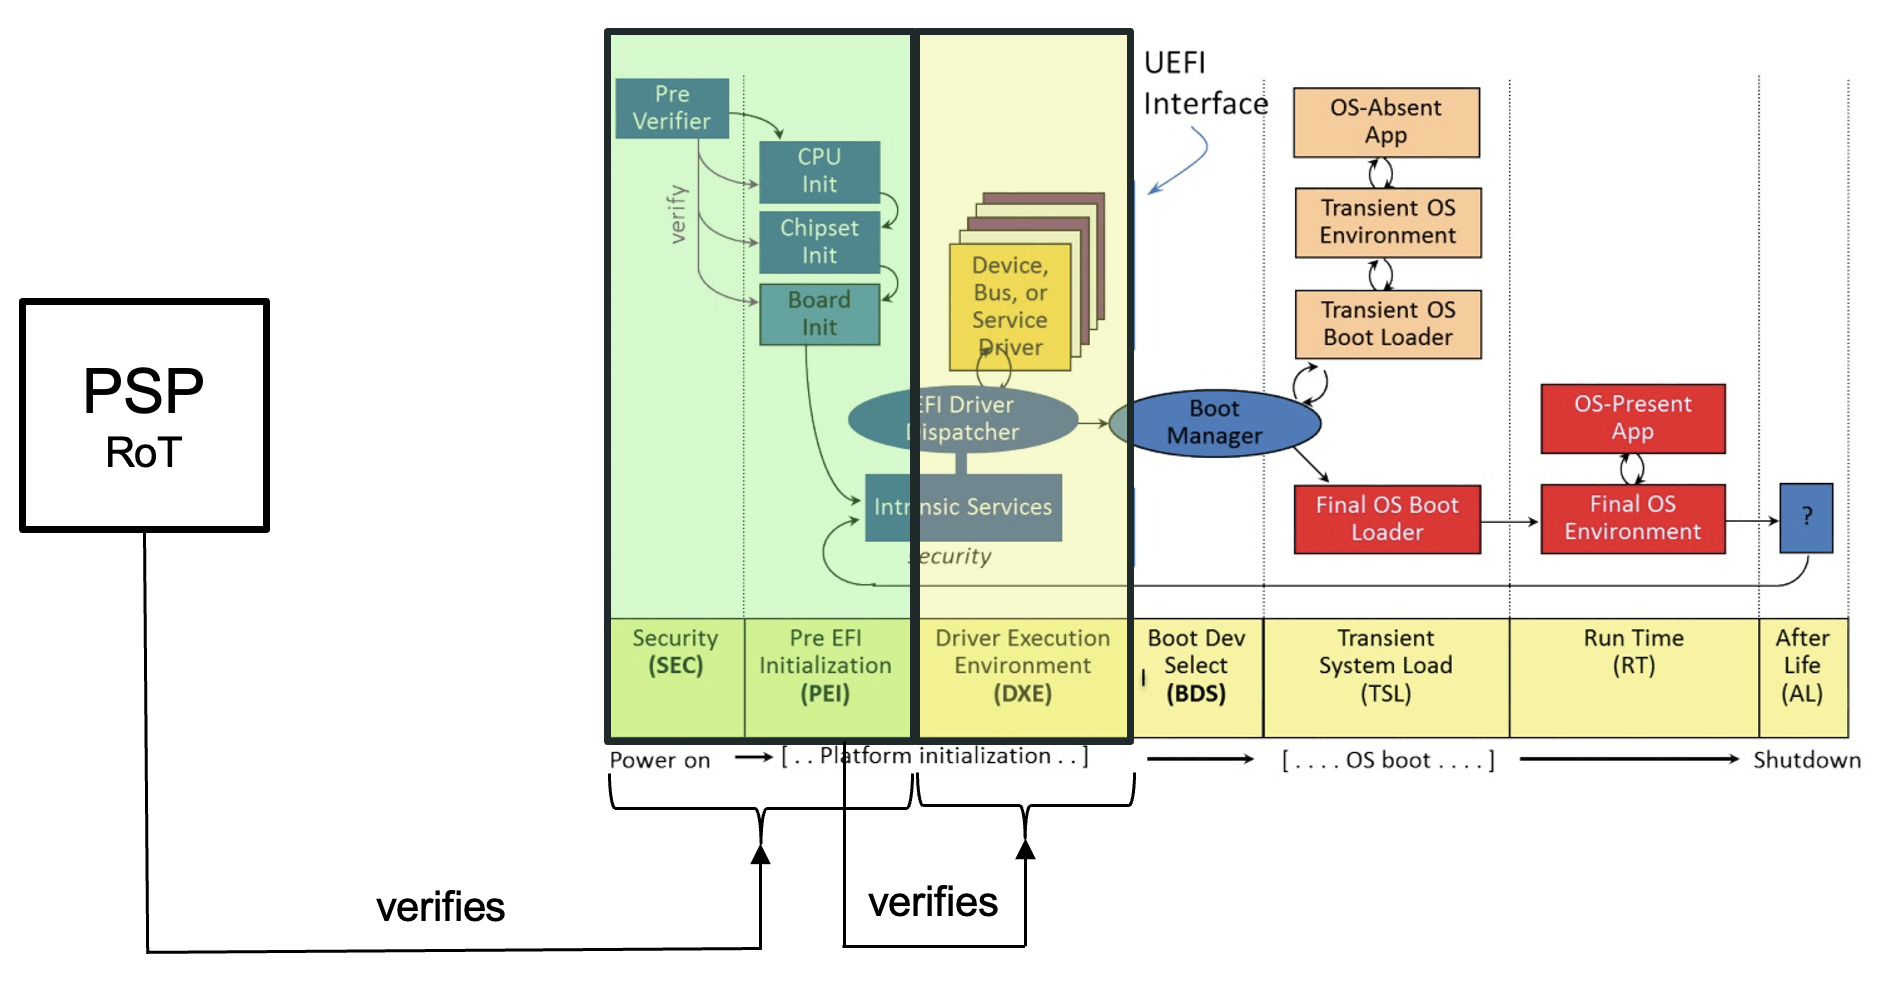 PSP
RoT
Pre
Verifier
verify
CPU
Init
Chipset
Init
Board
Init
Device,
Bus, or
Service
Driver
EFI Driver
Dispatcher
Intrinsic Services
security
UEFI
Interface
Boot
Manager
OS-Absent
App
Transient OS
Environment
Transient OS
Boot Loader
Final OS Boot
Loader
OS-Present
App
Final OS
Environment
?
Security
(SEC)
Pre EFI
Initialization
(PEI)
Driver Execution
Environment
(DXE)
Boot Dev
Select
(BDS)
Transient
System Load
(TSL)
Run Time
(RT)
After
Life
(AL)
Power on
[ . . Platform initialization . . ]
[ . . . . OS boot . . . . ]
Shutdown
verifies
verifies